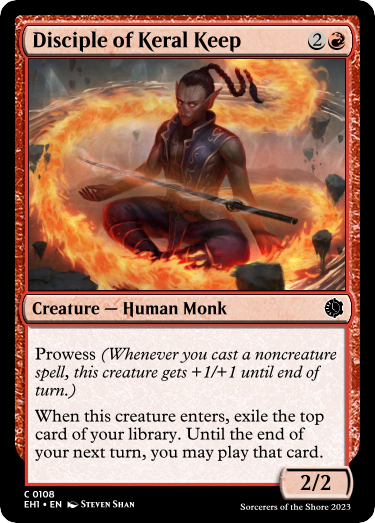 Disciple of Keral Keep 2
Creature — Human Monk
Prowess (Whenever you cast a noncreature
spell, this creature gets +1/+1 until end of
turn.)
When this creature enters, exile the top
card of your library. Until the end of
your next turn, you may play that card.
2/2
C 0108
EH1 • EN Steven Shan
Sorcerers of the Shore 2023